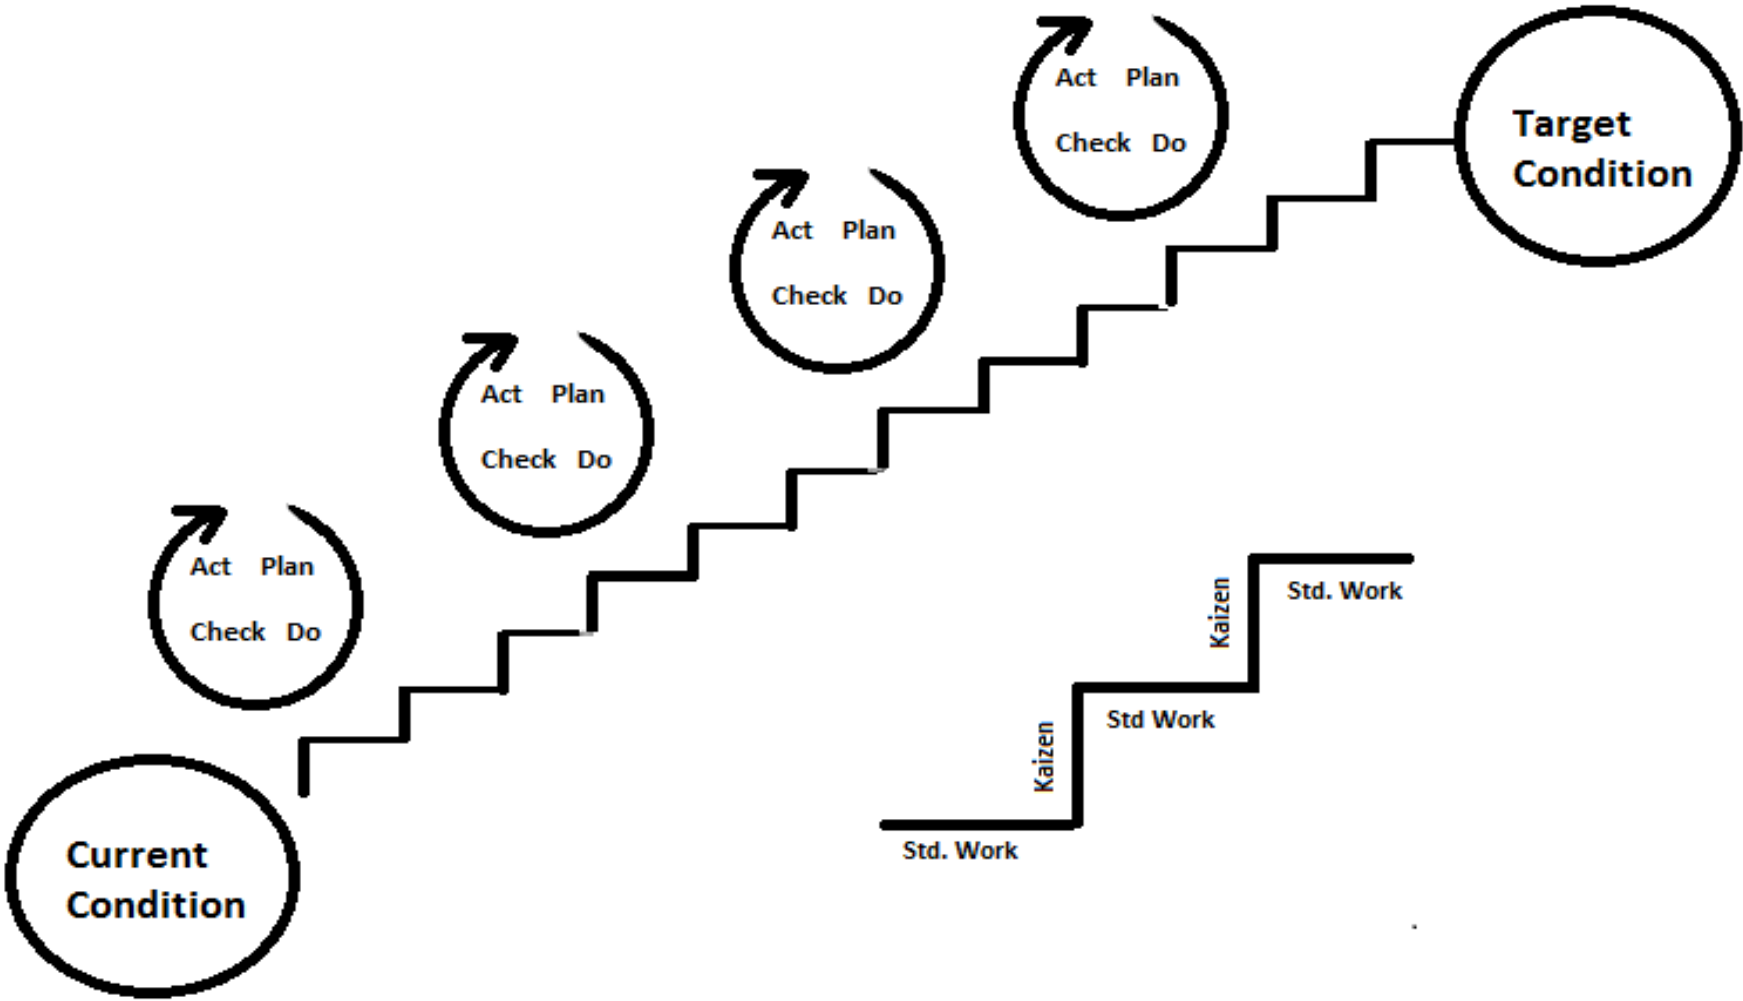 Act Plan
Check Do
Target
Condition
Act Plan
Check Do
Act Plan
Check Do
Act Plan
Check Do
Kaizen
Std. Work
Std Work
Kaizen
Std. Work
Current
Condition